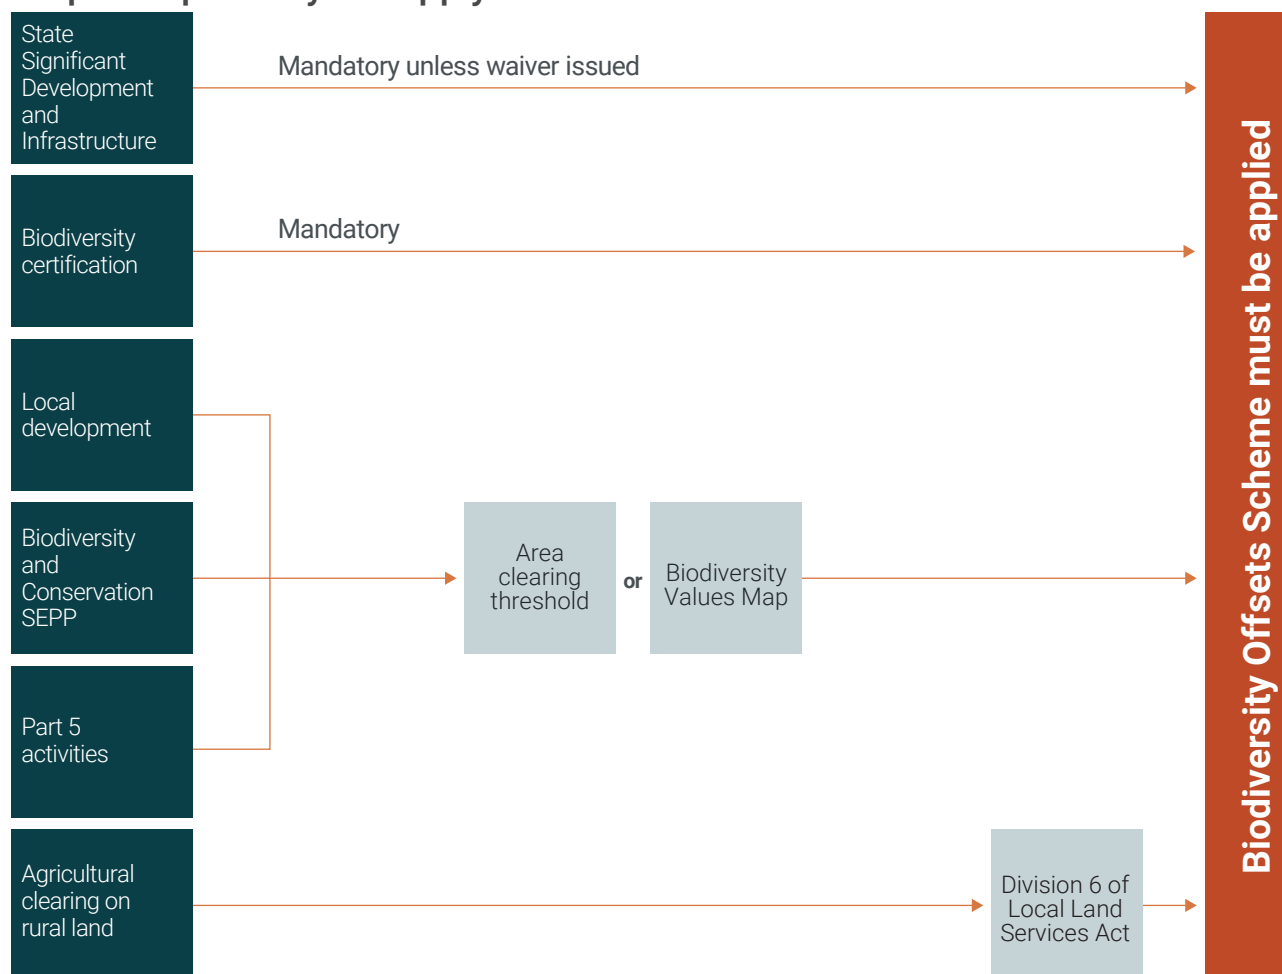 State
Significant
Development
and
Infrastructure
Mandatory unless waiver issued
Biodiversity
certification
Mandatory
Local
development
Biodiversity
and
Conservation
SEPP
Area
clearing
threshold
or
Biodiversity
Values Map
Part 5
activities
Agricultural
clearing on
rural land
Division 6 of
Local Land
Services Act
Biodiversity Offsets Scheme must be applied